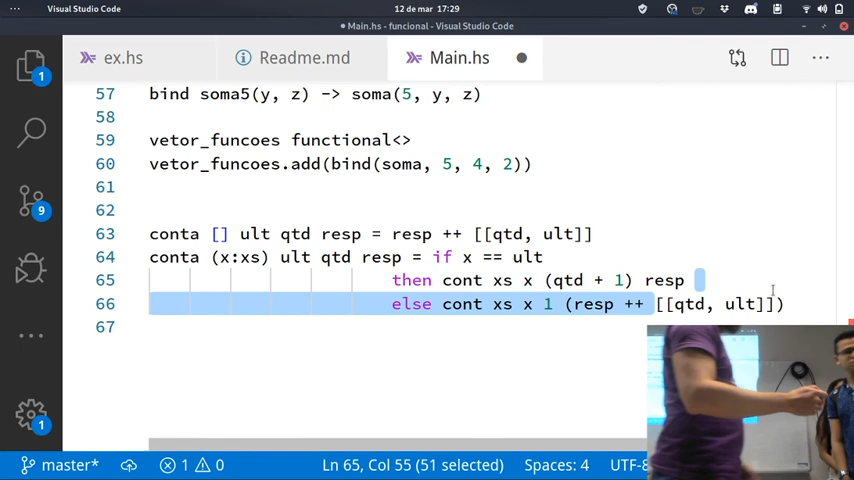 Visual Studio Code
12 de mar 17:29
● Main.hs - funcional - Visual Studio Code
ex.hs
Readme.md
Main.hs
57 bind soma5(y, z) -> soma(5, y, z)
58
59 vetor_funcoes functional<>
60 vetor_funcoes.add(bind(soma, 5, 4, 2))
61
62
63 conta [] ult qtd resp = resp ++ [[qtd, ult]]
64 conta (x:xs) ult qtd resp = if x == ult
65 then cont xs x (qtd + 1) resp
66 else cont xs x 1 (resp ++ [[qtd, ult]])
67
1
9
1
master* 1 0 Ln 65, Col 55 (51 selected) Spaces: 4 UTF-8